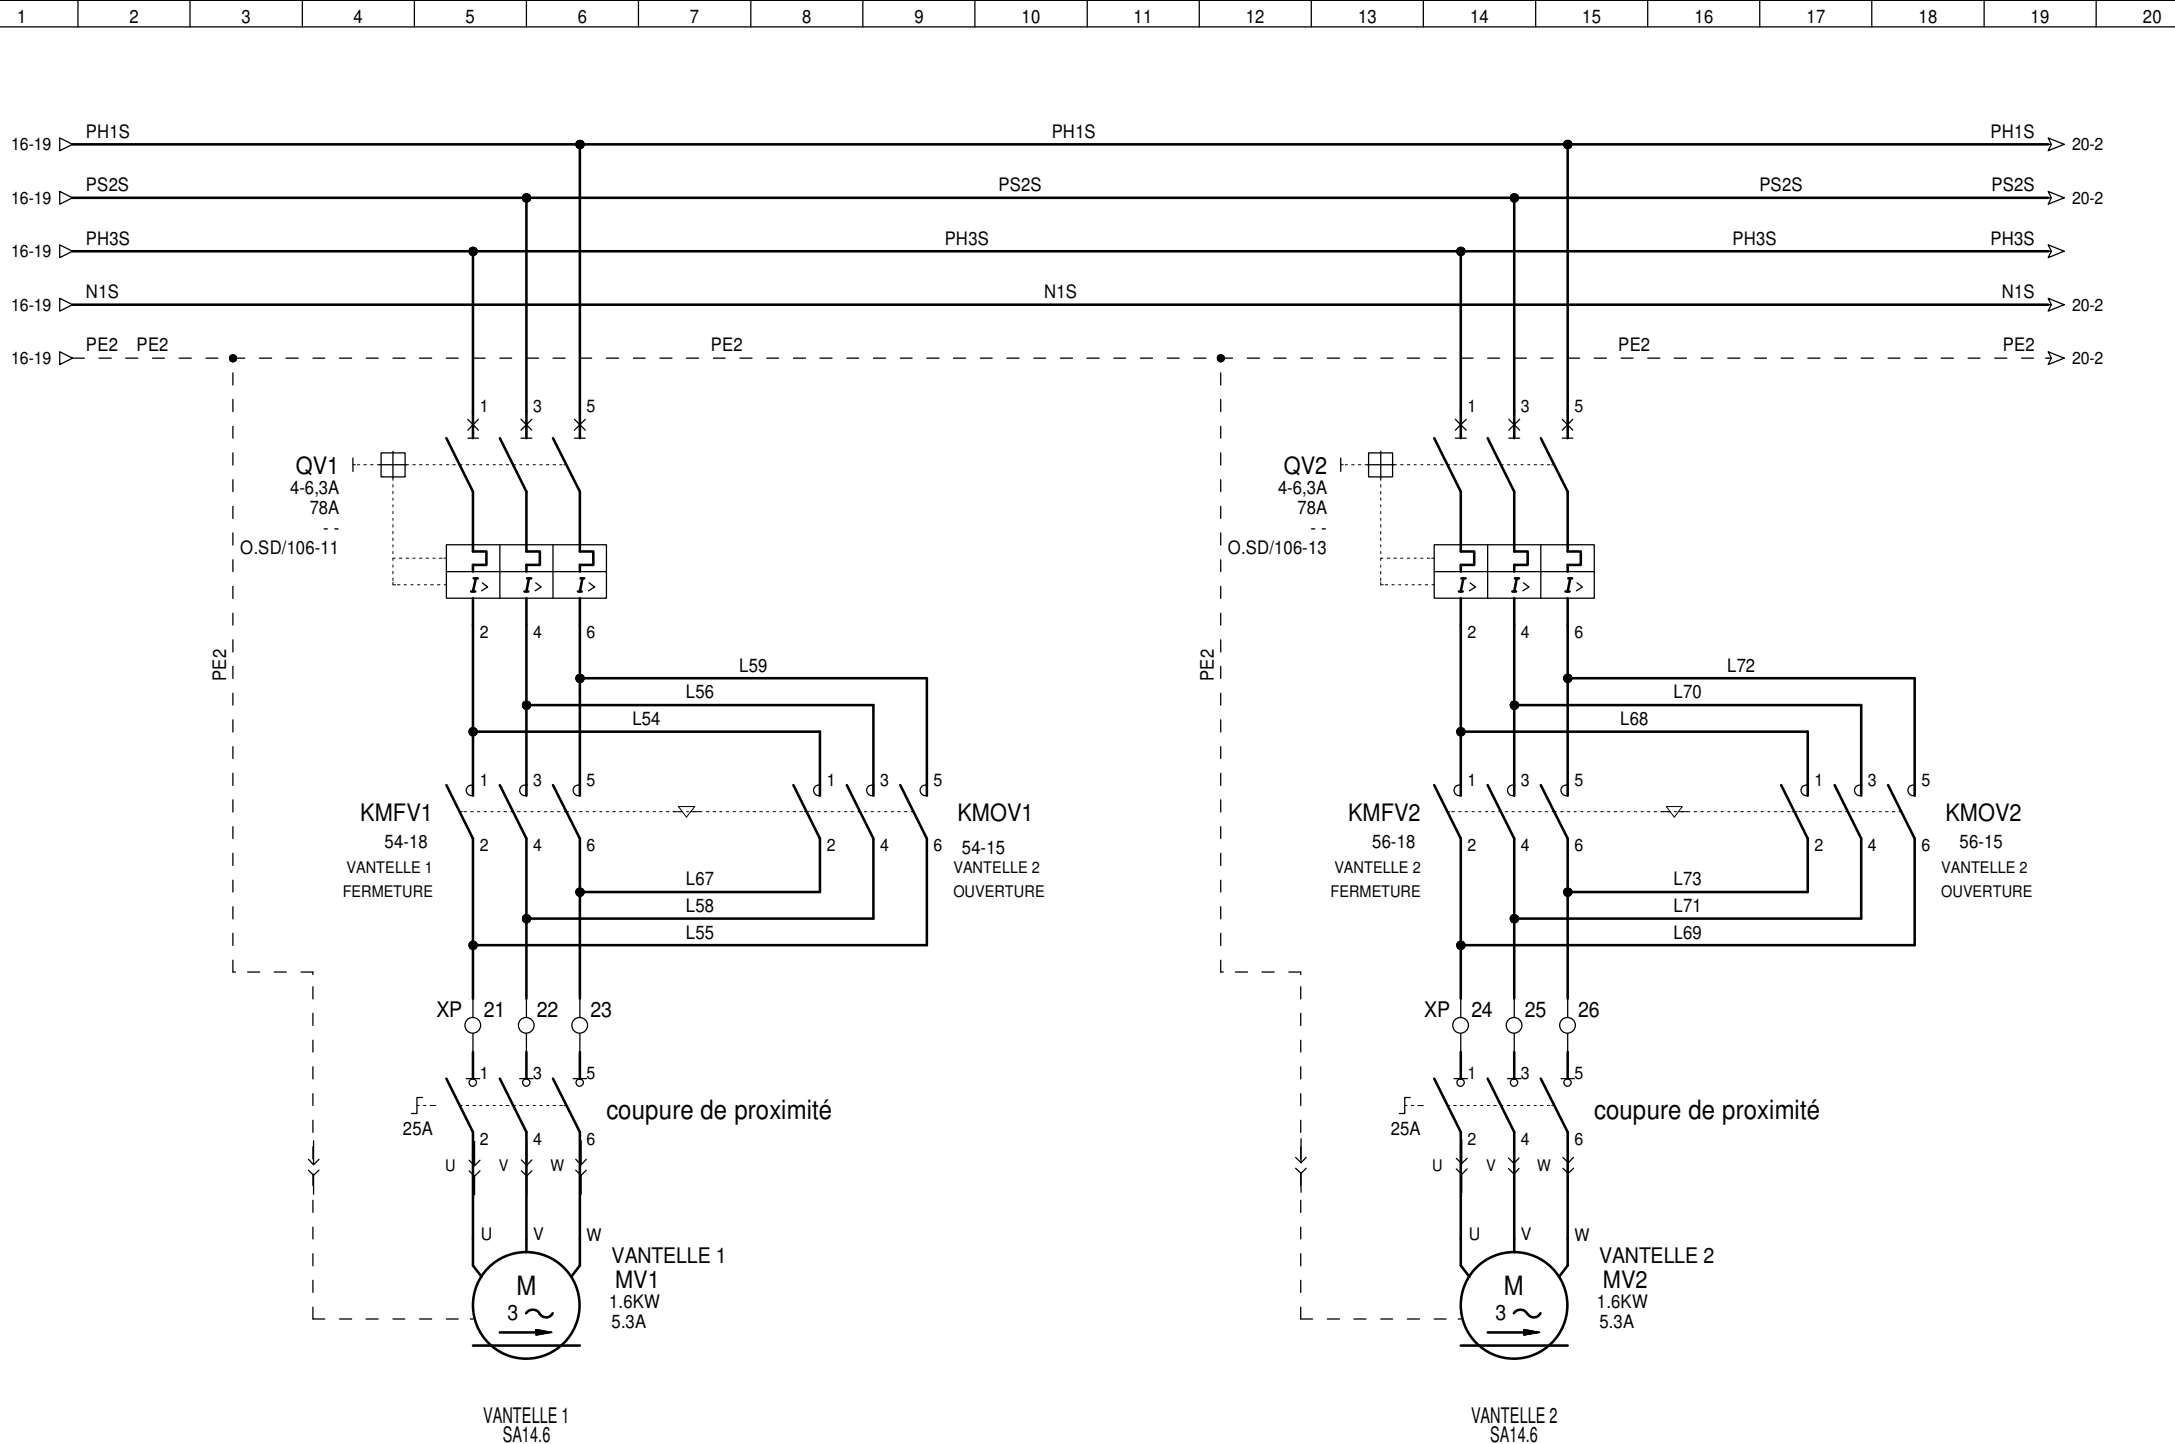 1 2 3 4 5 6 7 8 9 10 11 12 13 14 15 16 17 18 19 20
16-19 PH1S PH1S PH1S 20-2
16-19 PS2S PS2S PS2S PS2S 20-2
16-19 PH3S PH3S PH3S PH3S
16-19 N1S N1S N1S 20-2
16-19 PE2 PE2 PE2 PE2 PE2 20-2
1 3 5 1 3 5
QV1 QV2
4-6,3A 4-6,3A
78A 78A
- - - -
O.SD/106-11 O.SD/106-13
I> I> I> I> I> I>
2 4 6 2 4 6
PE2 PE2
L59 L72
L56 L70
L54 L68
1 3 5 1 3 5 1 3 5 1 3 5
KMFV1 KMOV1 KMFV2 KMOV2
54-18 2 4 6 2 4 6 54-15 56-18 2 4 6 2 4 6 56-15
VANTELLE 1 VANTELLE 2 VANTELLE 2 VANTELLE 2
FERMETURE OUVERTURE FERMETURE OUVERTURE
L67 L73
L58 L71
L55 L69
XP 21 22 23 XP 24 25 26
1 3 5 1 3 5
coupure de proximité coupure de proximité
25A 25A
2 4 6 2 4 6
U V W U V W
U V W U V W
VANTELLE 1 VANTELLE 2
M MV1 M MV2
3 1.6KW 3 1.6KW
5.3A 5.3A
VANTELLE 1 VANTELLE 2
SA14.6 SA14.6